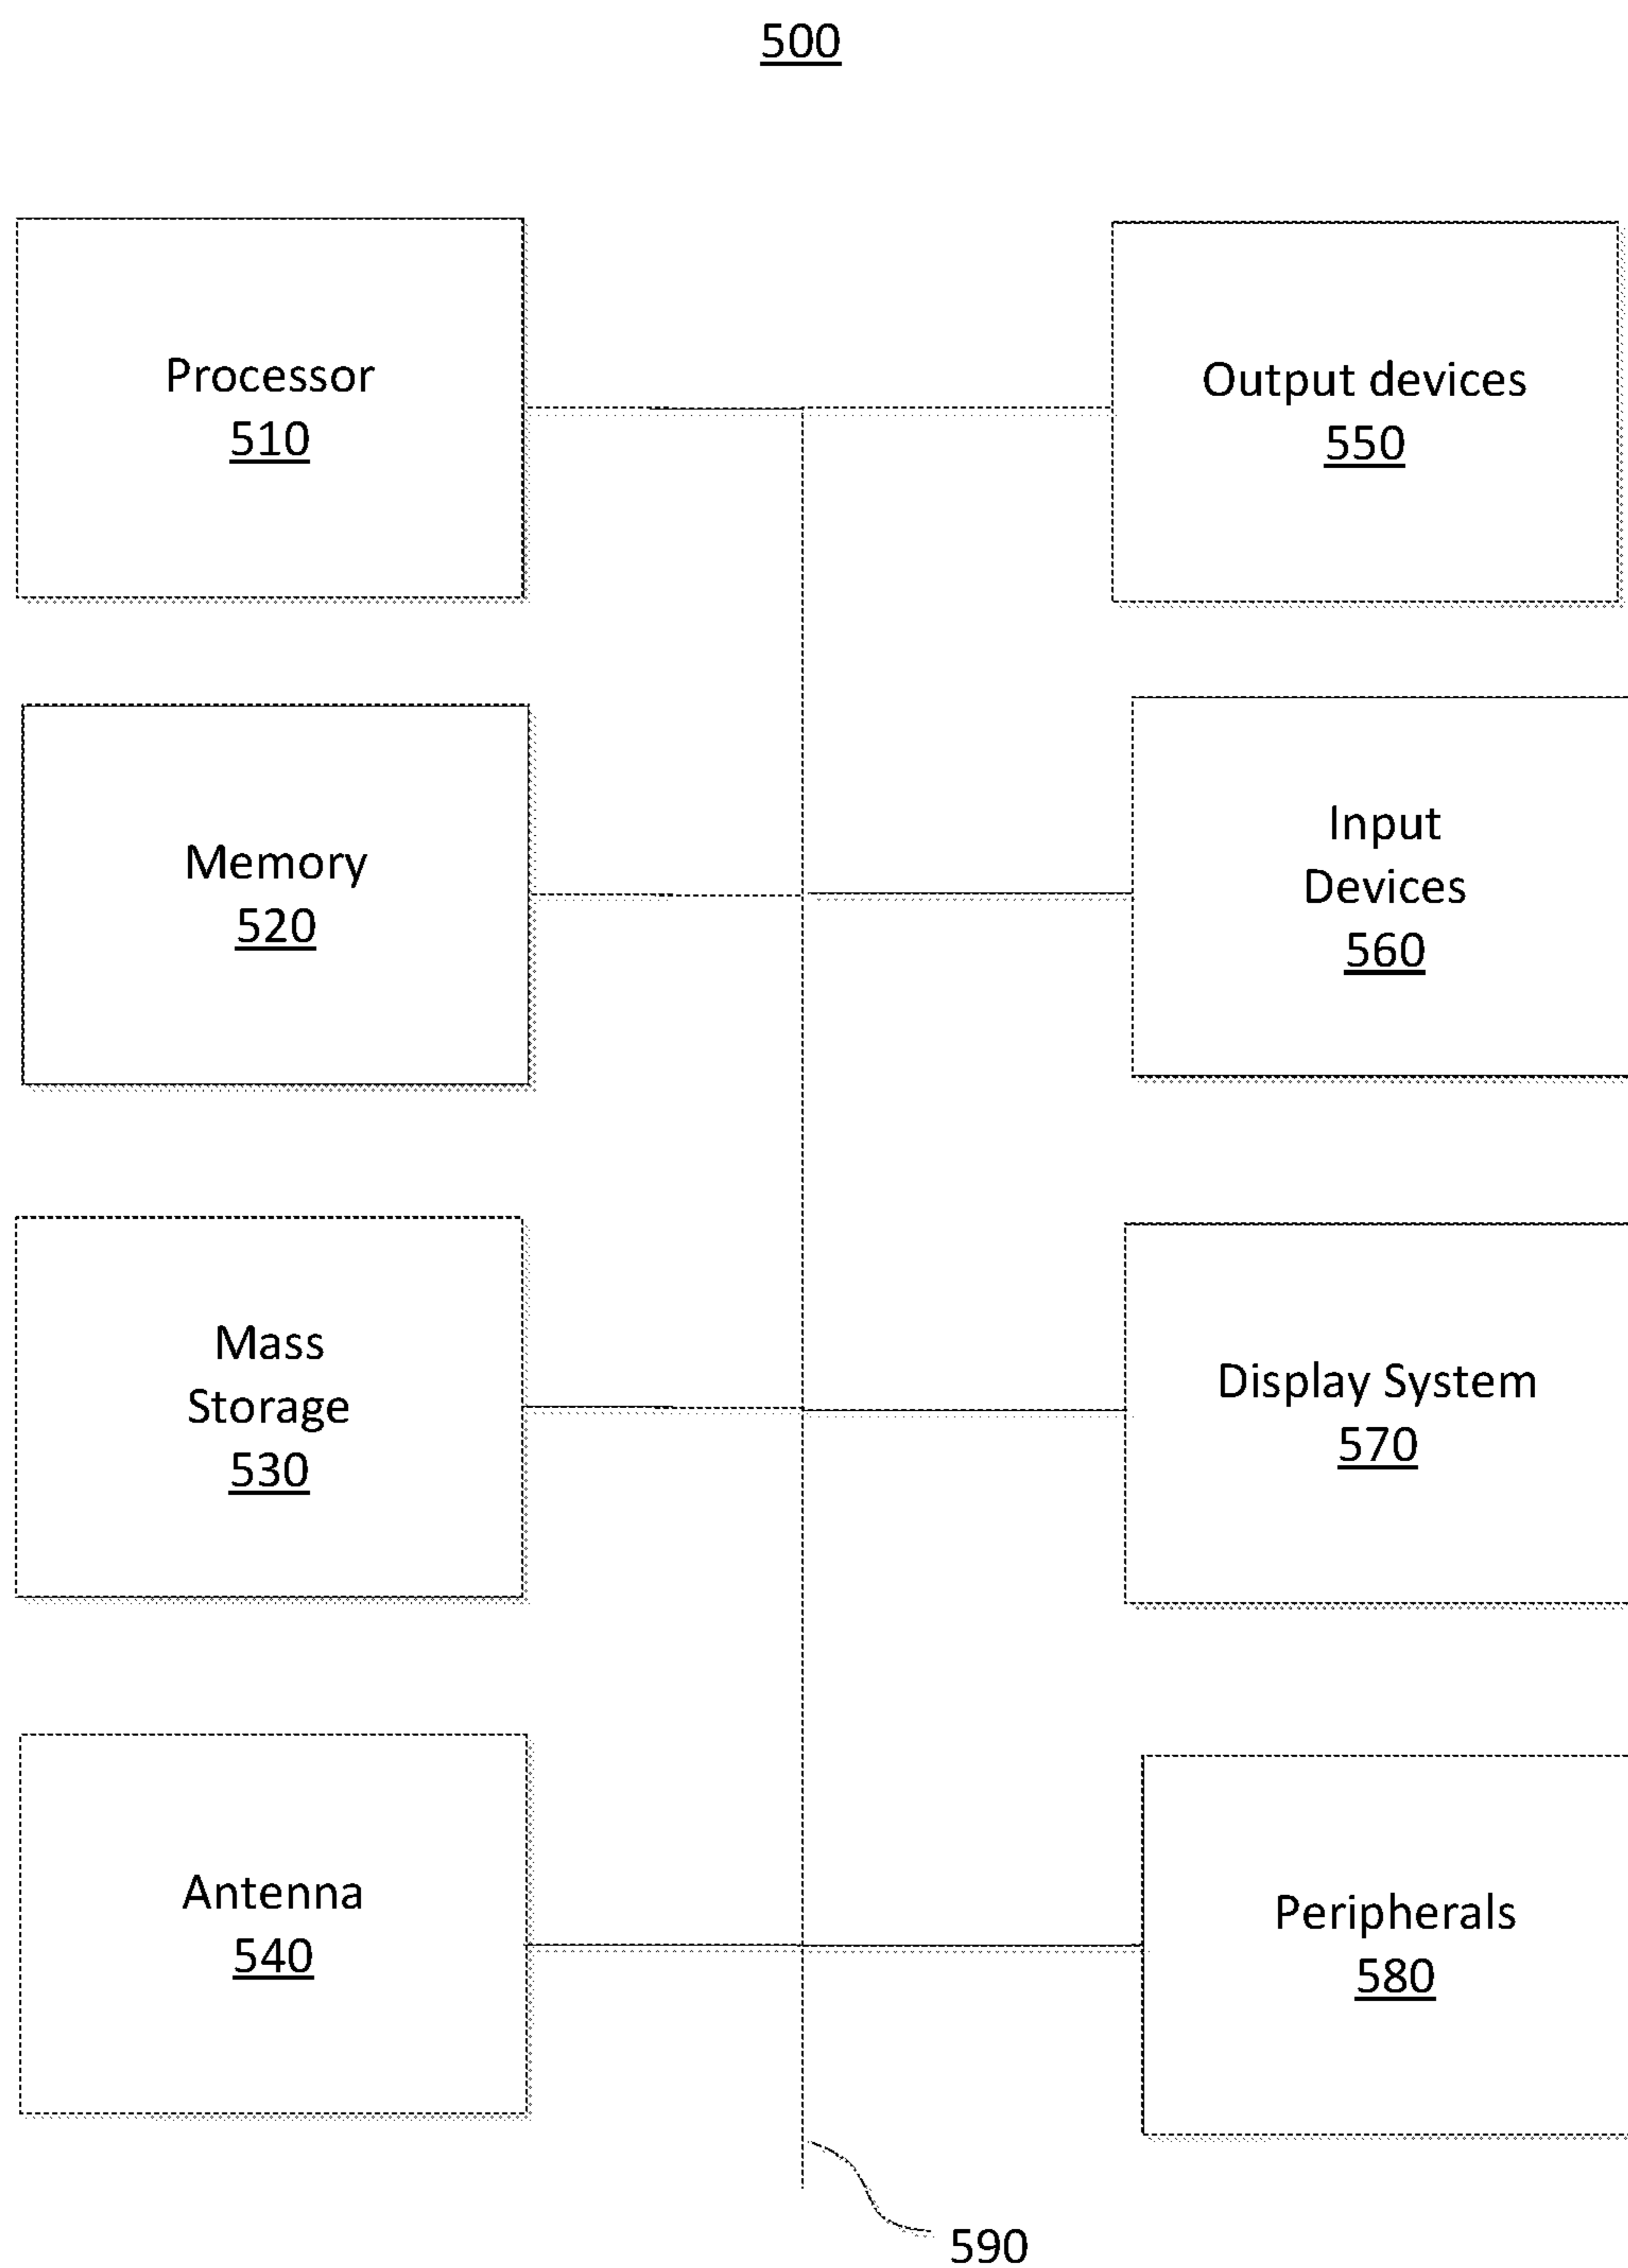 500
Processor
510
Output devices
550
Memory
520
Input
Devices
560
Mass
Storage
530
Display System
570
Antenna
540
Peripherals
580
590